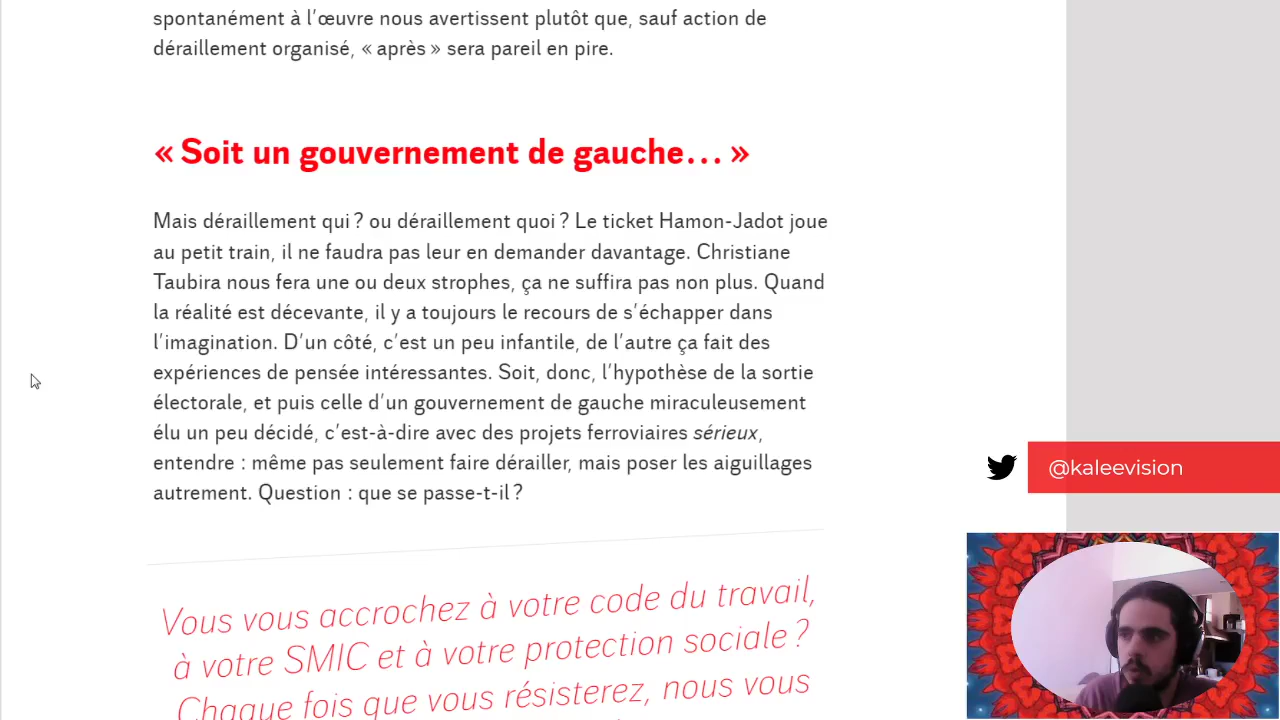 spontanément à l’œuvre nous avertissent plutôt que, sauf action de
déraillement organisé, « après » sera pareil en pire.
« Soit un gouvernement de gauche… »
Mais déraillement qui ? ou déraillement quoi ? Le ticket Hamon-Jadot joue
au petit train, il ne faudra pas leur en demander davantage. Christiane
Taubira nous fera une ou deux strophes, ça ne suffira pas non plus. Quand
la réalité est décevante, il y a toujours le recours de s’échapper dans
l’imagination. D’un côté, c’est un peu infantile, de l’autre ça fait des
expériences de pensée intéressantes. Soit, donc, l’hypothèse de la sortie
électorale, et puis celle d’un gouvernement de gauche miraculeusement
élu un peu décidé, c’est-à-dire avec des projets ferroviaires sérieux,
entendre : même pas seulement faire dérailler, mais poser les aiguillages
autrement. Question : que se passe-t-il ?
Vous vous accrochez à votre code du travail,
à votre SMIC et à votre protection sociale ?
Chaque fois que vous résisterez, nous vous
@kaleevision